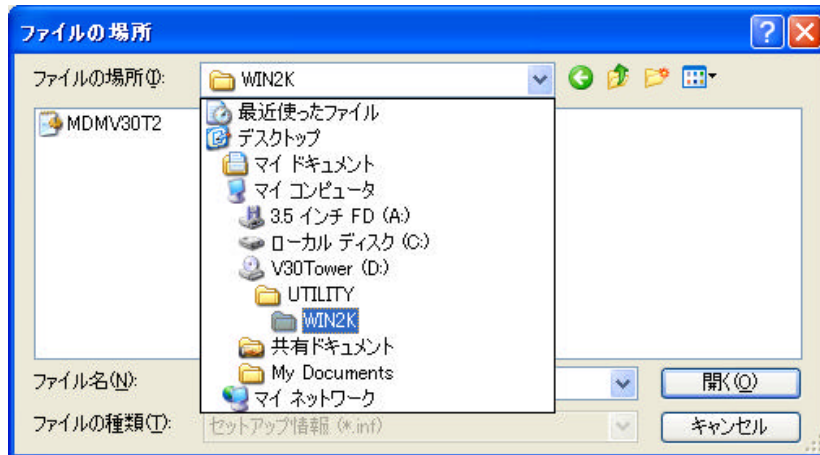 ファイルの場所
ファイルの場所(I):
WIN2K
MDMV30T2
最近使ったファイル
デスクトップ
マイ ドキュメント
マイ コンピュータ
3.5 インチ FD (A:)
ローカル ディスク (C:)
V30Tower (D:)
UTILITY
WIN2K
共有ドキュメント
My Documents
マイ ネットワーク
ファイル名(N):
開く(O)
ファイルの種類(T):
セットアップ情報 (*.inf)
キャンセル